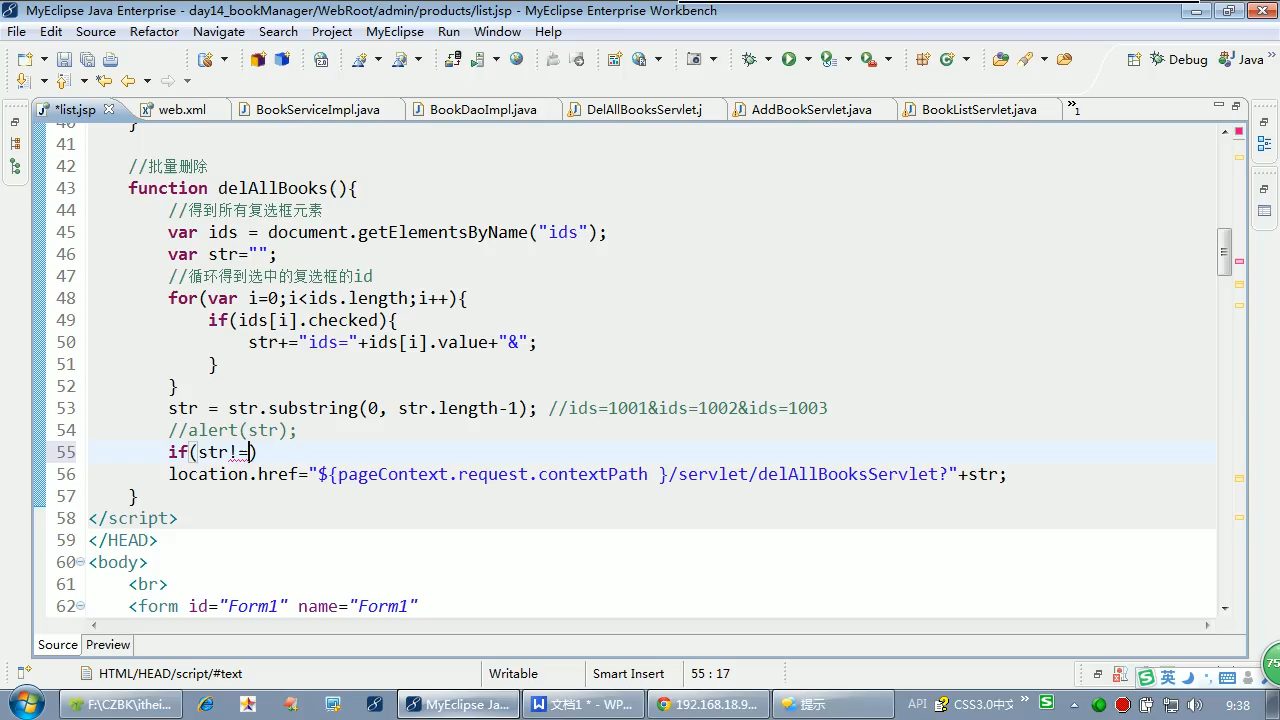 MyEclipse Java Enterprise - day14_bookManager/WebRoot/admin/products/list.jsp - MyEclipse Enterprise Workbench
File Edit Source Refactor Navigate Search Project MyEclipse Run Window Help
Debug Java »
*list.jsp web.xml BookServiceImpl.java BookDaoImpl.java DelAllBooksServlet.j AddBookServlet.java BookListServlet.java »1
40 }
41
42 //批量删除
43 function delAllBooks(){
44 //得到所有复选框元素
45 var ids = document.getElementsByName("ids");
46 var str="";
47 //循环得到选中的复选框的id
48 for(var i=0;i<ids.length;i++){
49 if(ids[i].checked){
50 str+="ids="+ids[i].value+"&";
51 }
52 }
53 str = str.substring(0, str.length-1); //ids=1001&ids=1002&ids=1003
54 //alert(str);
55 if(str!=)
56 location.href="${pageContext.request.contextPath }/servlet/delAllBooksServlet?"+str;
57 }
58 </script>
59 </HEAD>
60 <body>
61 <br>
62 <form id="Form1" name="Form1"
Source Preview
HTML/HEAD/script/#text Writable Smart Insert 55 : 17
英
75
F:\CZBK\ithei... MyEclipse Ja... 文档1 * - WP... 192.168.18.9... 提示 API CSS3.0中文 » 9:38